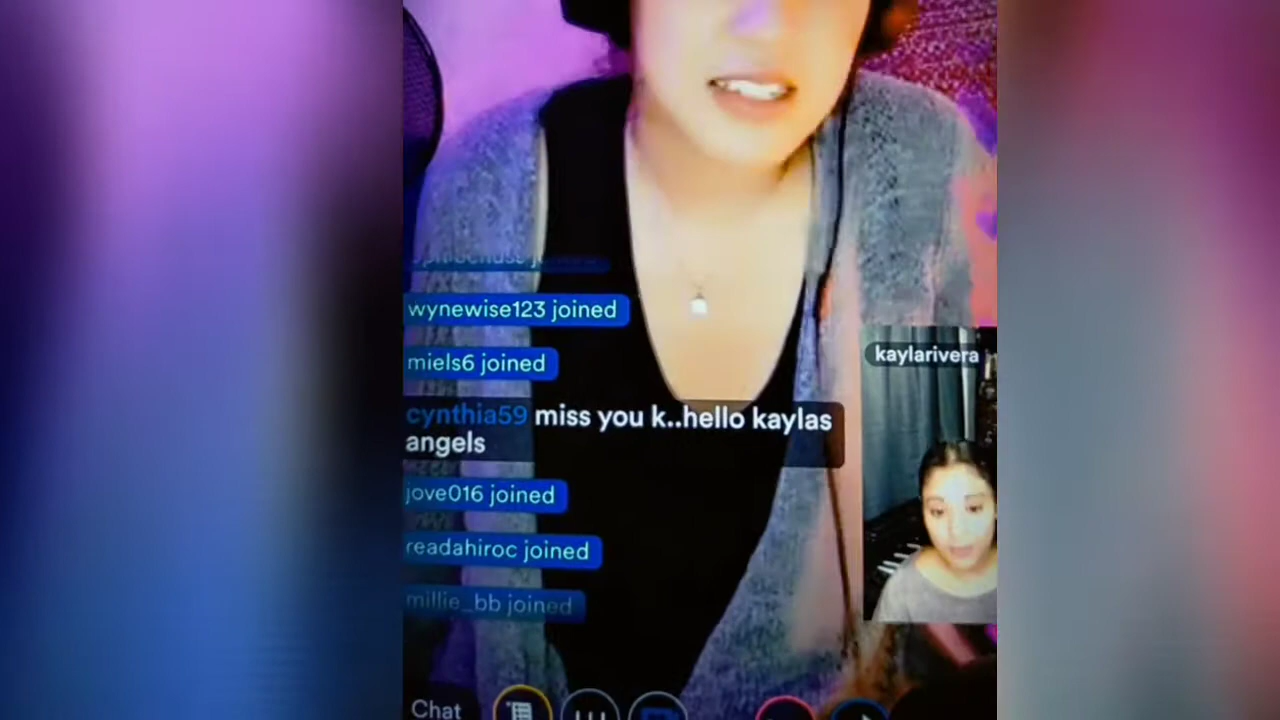 wynewise123 joined
kaylarivera
miels6 joined
cynthia59 miss you k..hello kaylas
angels
jove016 joined
readahiroc joined
millie_bb joined
Chat